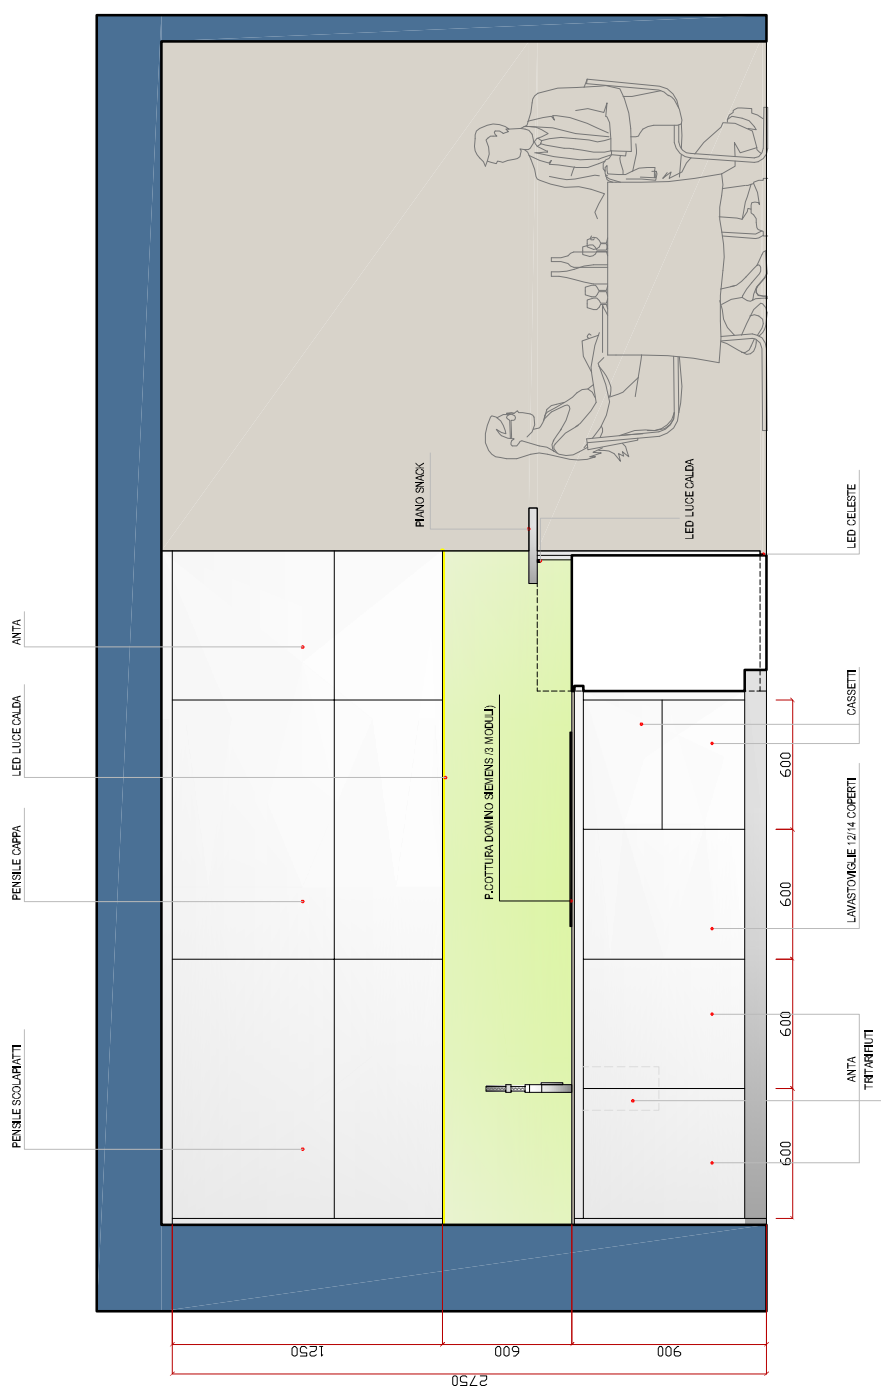 PENSILE SCOLAPIATTI
PENSILE CAPPA
LED LUCE CALDA
ANTA
PIANO SNACK
LED LUCE CALDA
P.COTTURA DOMINO SIEMENS /3 MODULI)
LED CELESTE
CASSETTI
LAVASTOVIGLIE 12/14 COPERTI
ANTA
TRITARIFIUTI
600
600
600
600
1250
600
900
2750